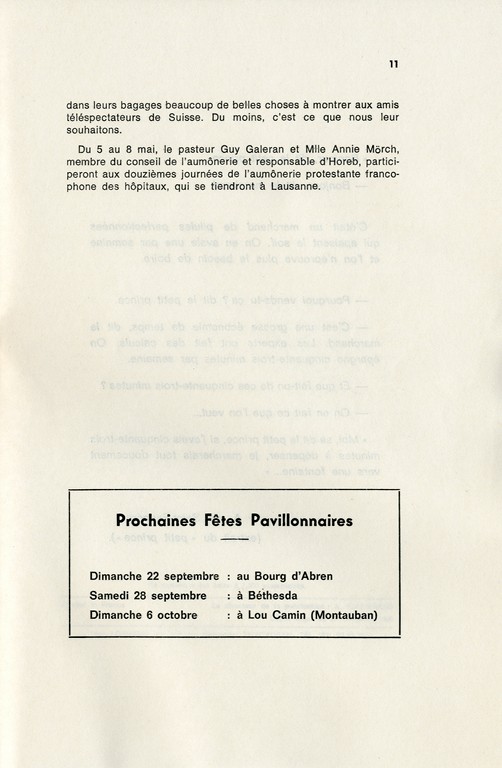 11
dans leurs bagages beaucoup de belles choses à montrer aux amis
téléspectateurs de Suisse. Du moins, c'est ce que nous leur
souhaitons.
Du 5 au 8 mai, le pasteur Guy Galeran et Mlle Annie Mörch,
membre du conseil de l'aumônerie et responsable d'Horeb, partici-
peront aux douzièmes journées de l'aumônerie protestante franco-
phone des hôpitaux, qui se tiendront à Lausanne.
Prochaines Fêtes Pavillonnaires
Dimanche 22 septembre : au Bourg d'Abren
Samedi 28 septembre : à Béthesda
Dimanche 6 octobre : à Lou Camin (Montauban)